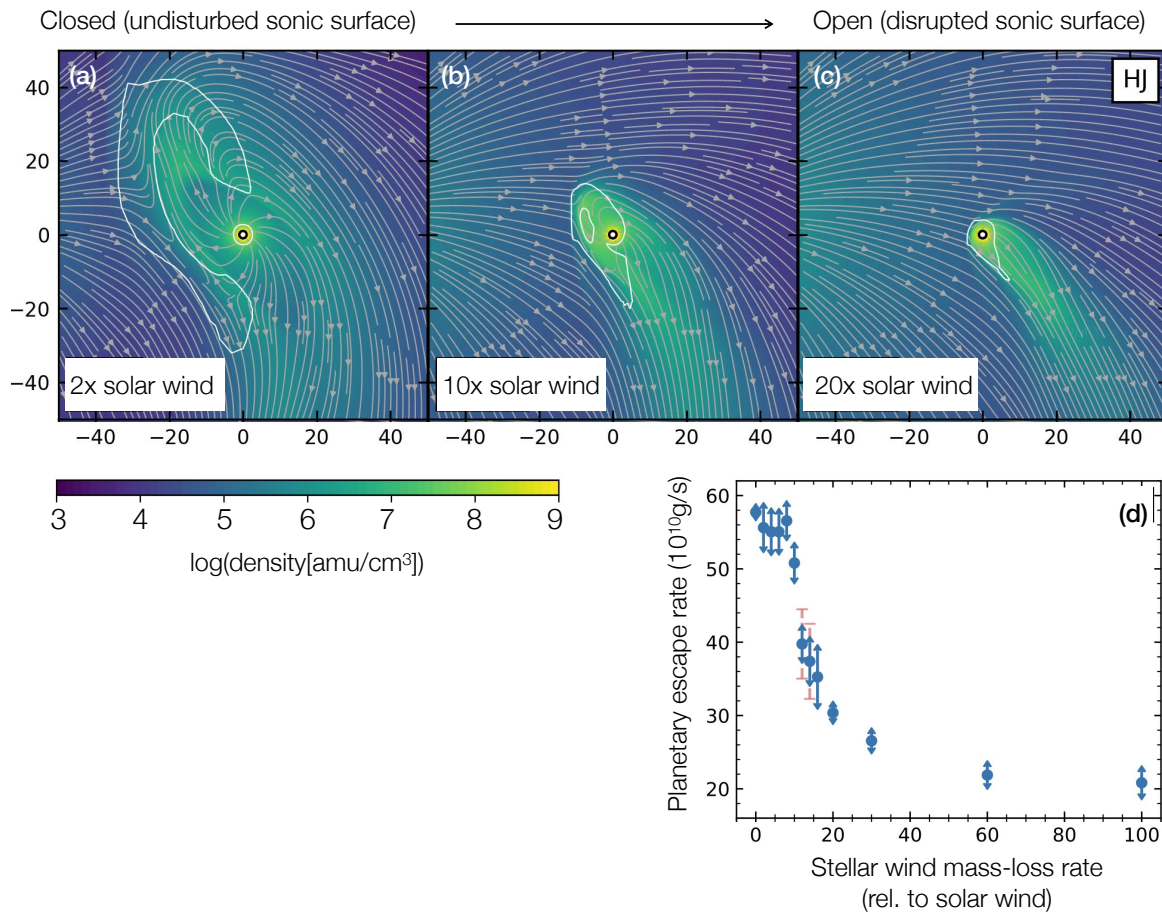 Closed (undisturbed sonic surface)
Open (disrupted sonic surface)
(a)
(b)
(c)
HJ
40
20
0
−20
−40
2x solar wind
10x solar wind
20x solar wind
−40 −20 0 20 40
−40 −20 0 20 40
−40 −20 0 20 40
3 4 5 6 7 8 9
log(density[amu/cm³])
(d)
Planetary escape rate (10¹⁰g/s)
60
50
40
30
20
0 20 40 60 80 100
Stellar wind mass-loss rate
(rel. to solar wind)